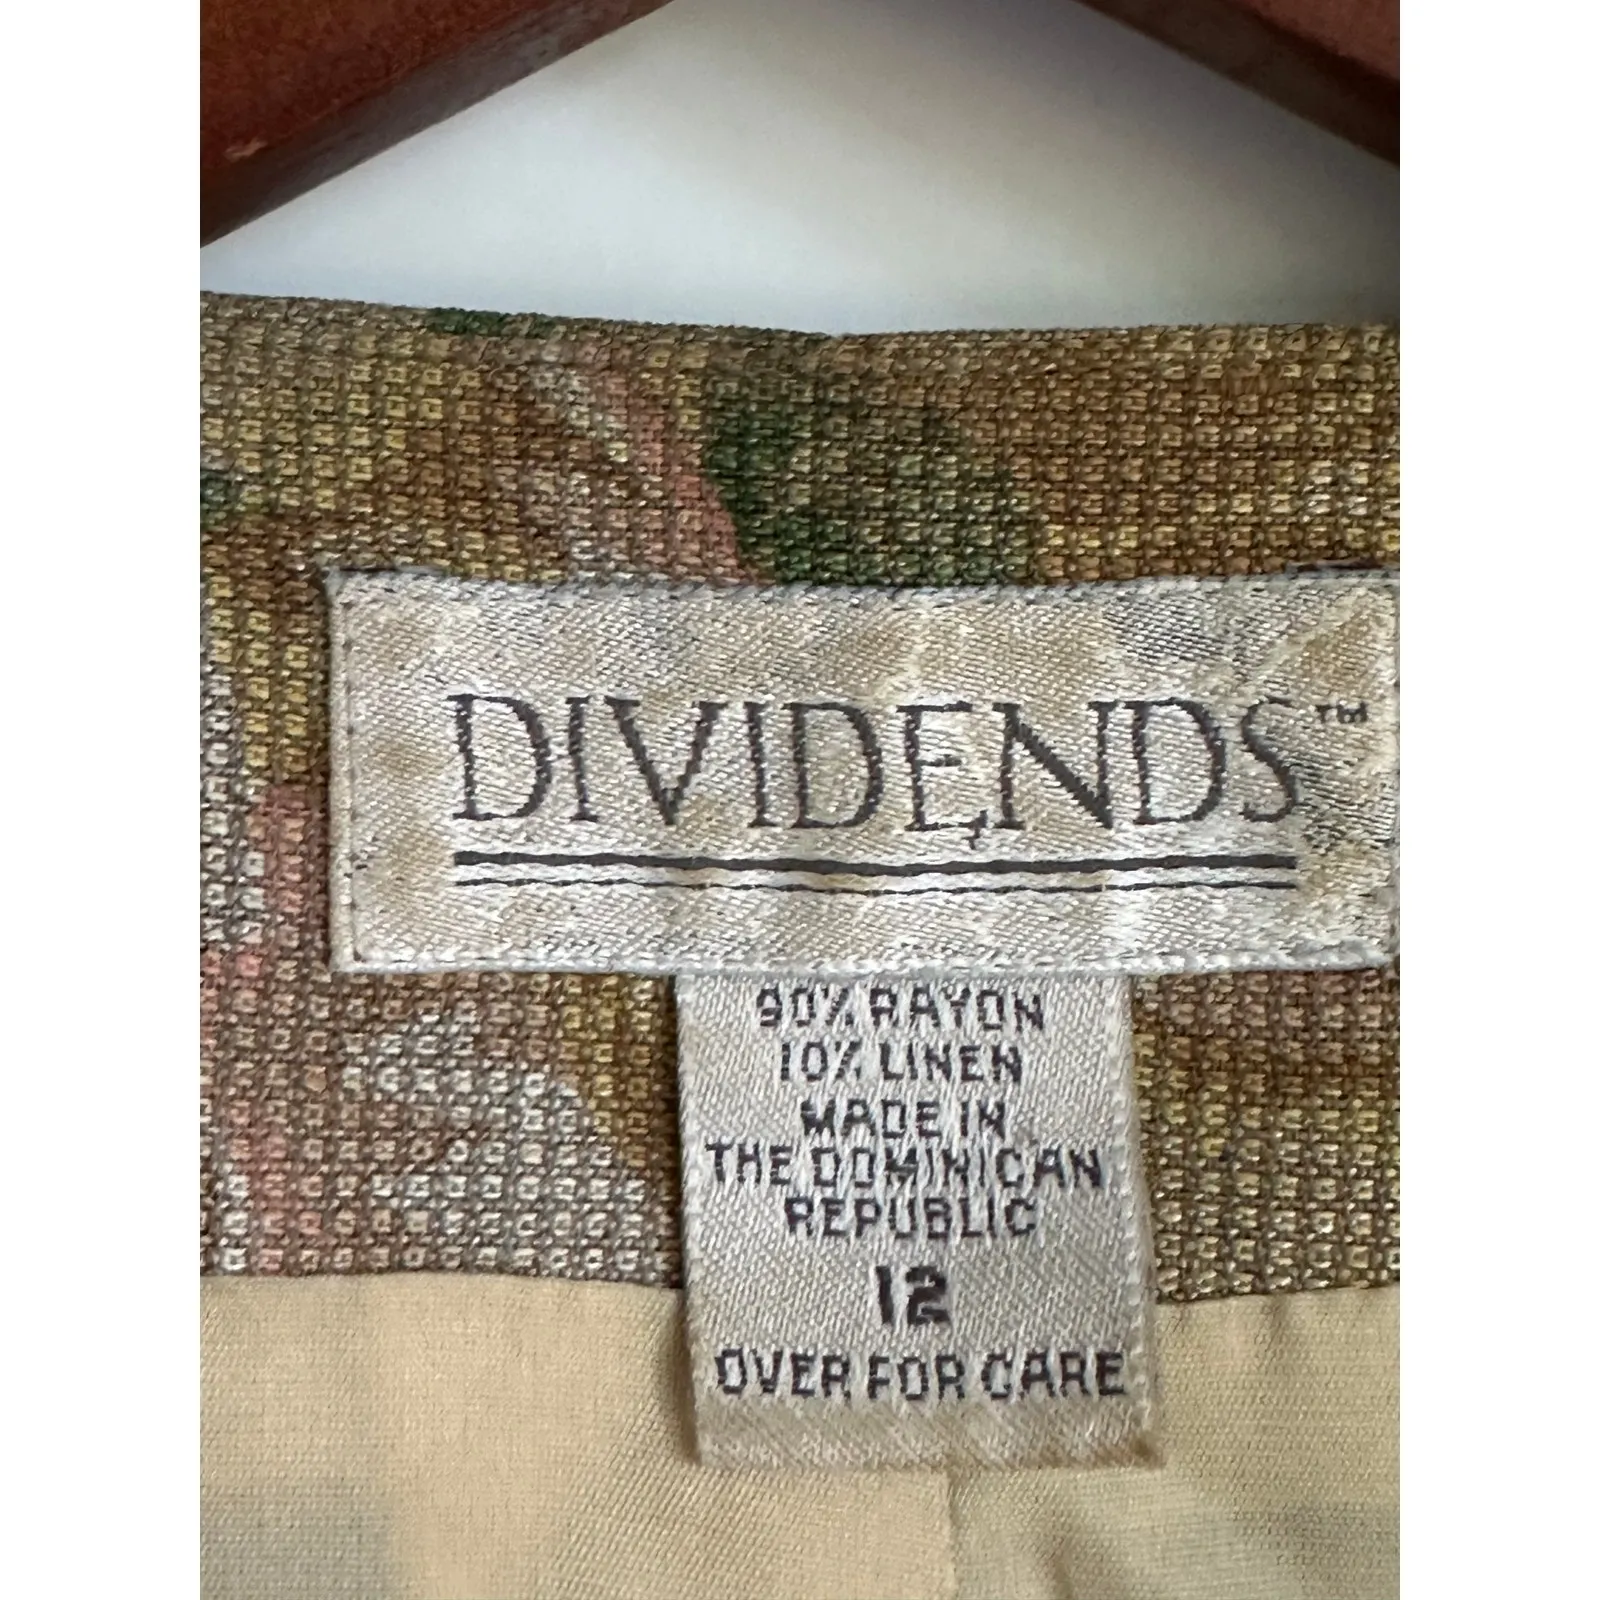 DIVIDENDS™
90% RAYON
10% LINEN
MADE IN
THE DOMINICAN
REPUBLIC
12
OVER FOR CARE